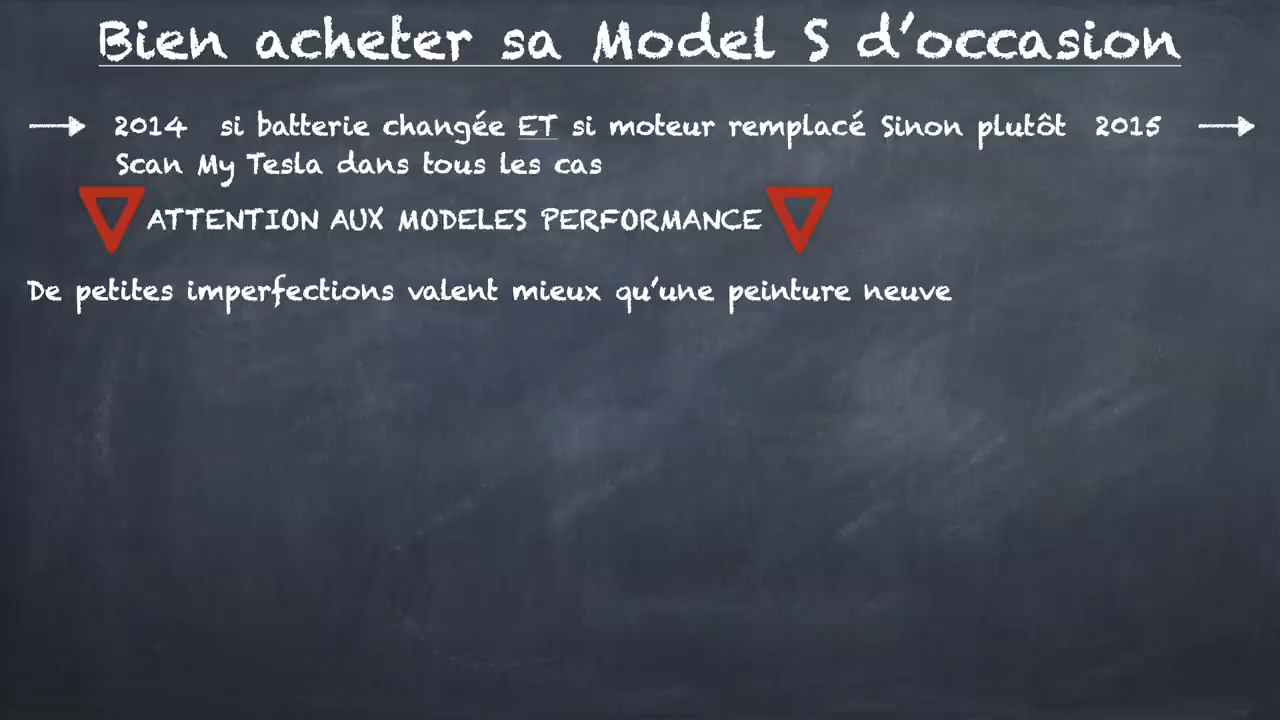 Bien acheter sa Model S d'occasion
→ 2014 si batterie changée ET si moteur remplacé Sinon plutôt 2015 →
Scan My Tesla dans tous les cas
ATTENTION AUX MODELES PERFORMANCE
De petites imperfections valent mieux qu'une peinture neuve